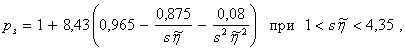 p_s = 1 + 8,43(0,965 − 0,875/(sη̃) − 0,08/(s²η̃²)) при 1 < sη̃ < 4,35 ,